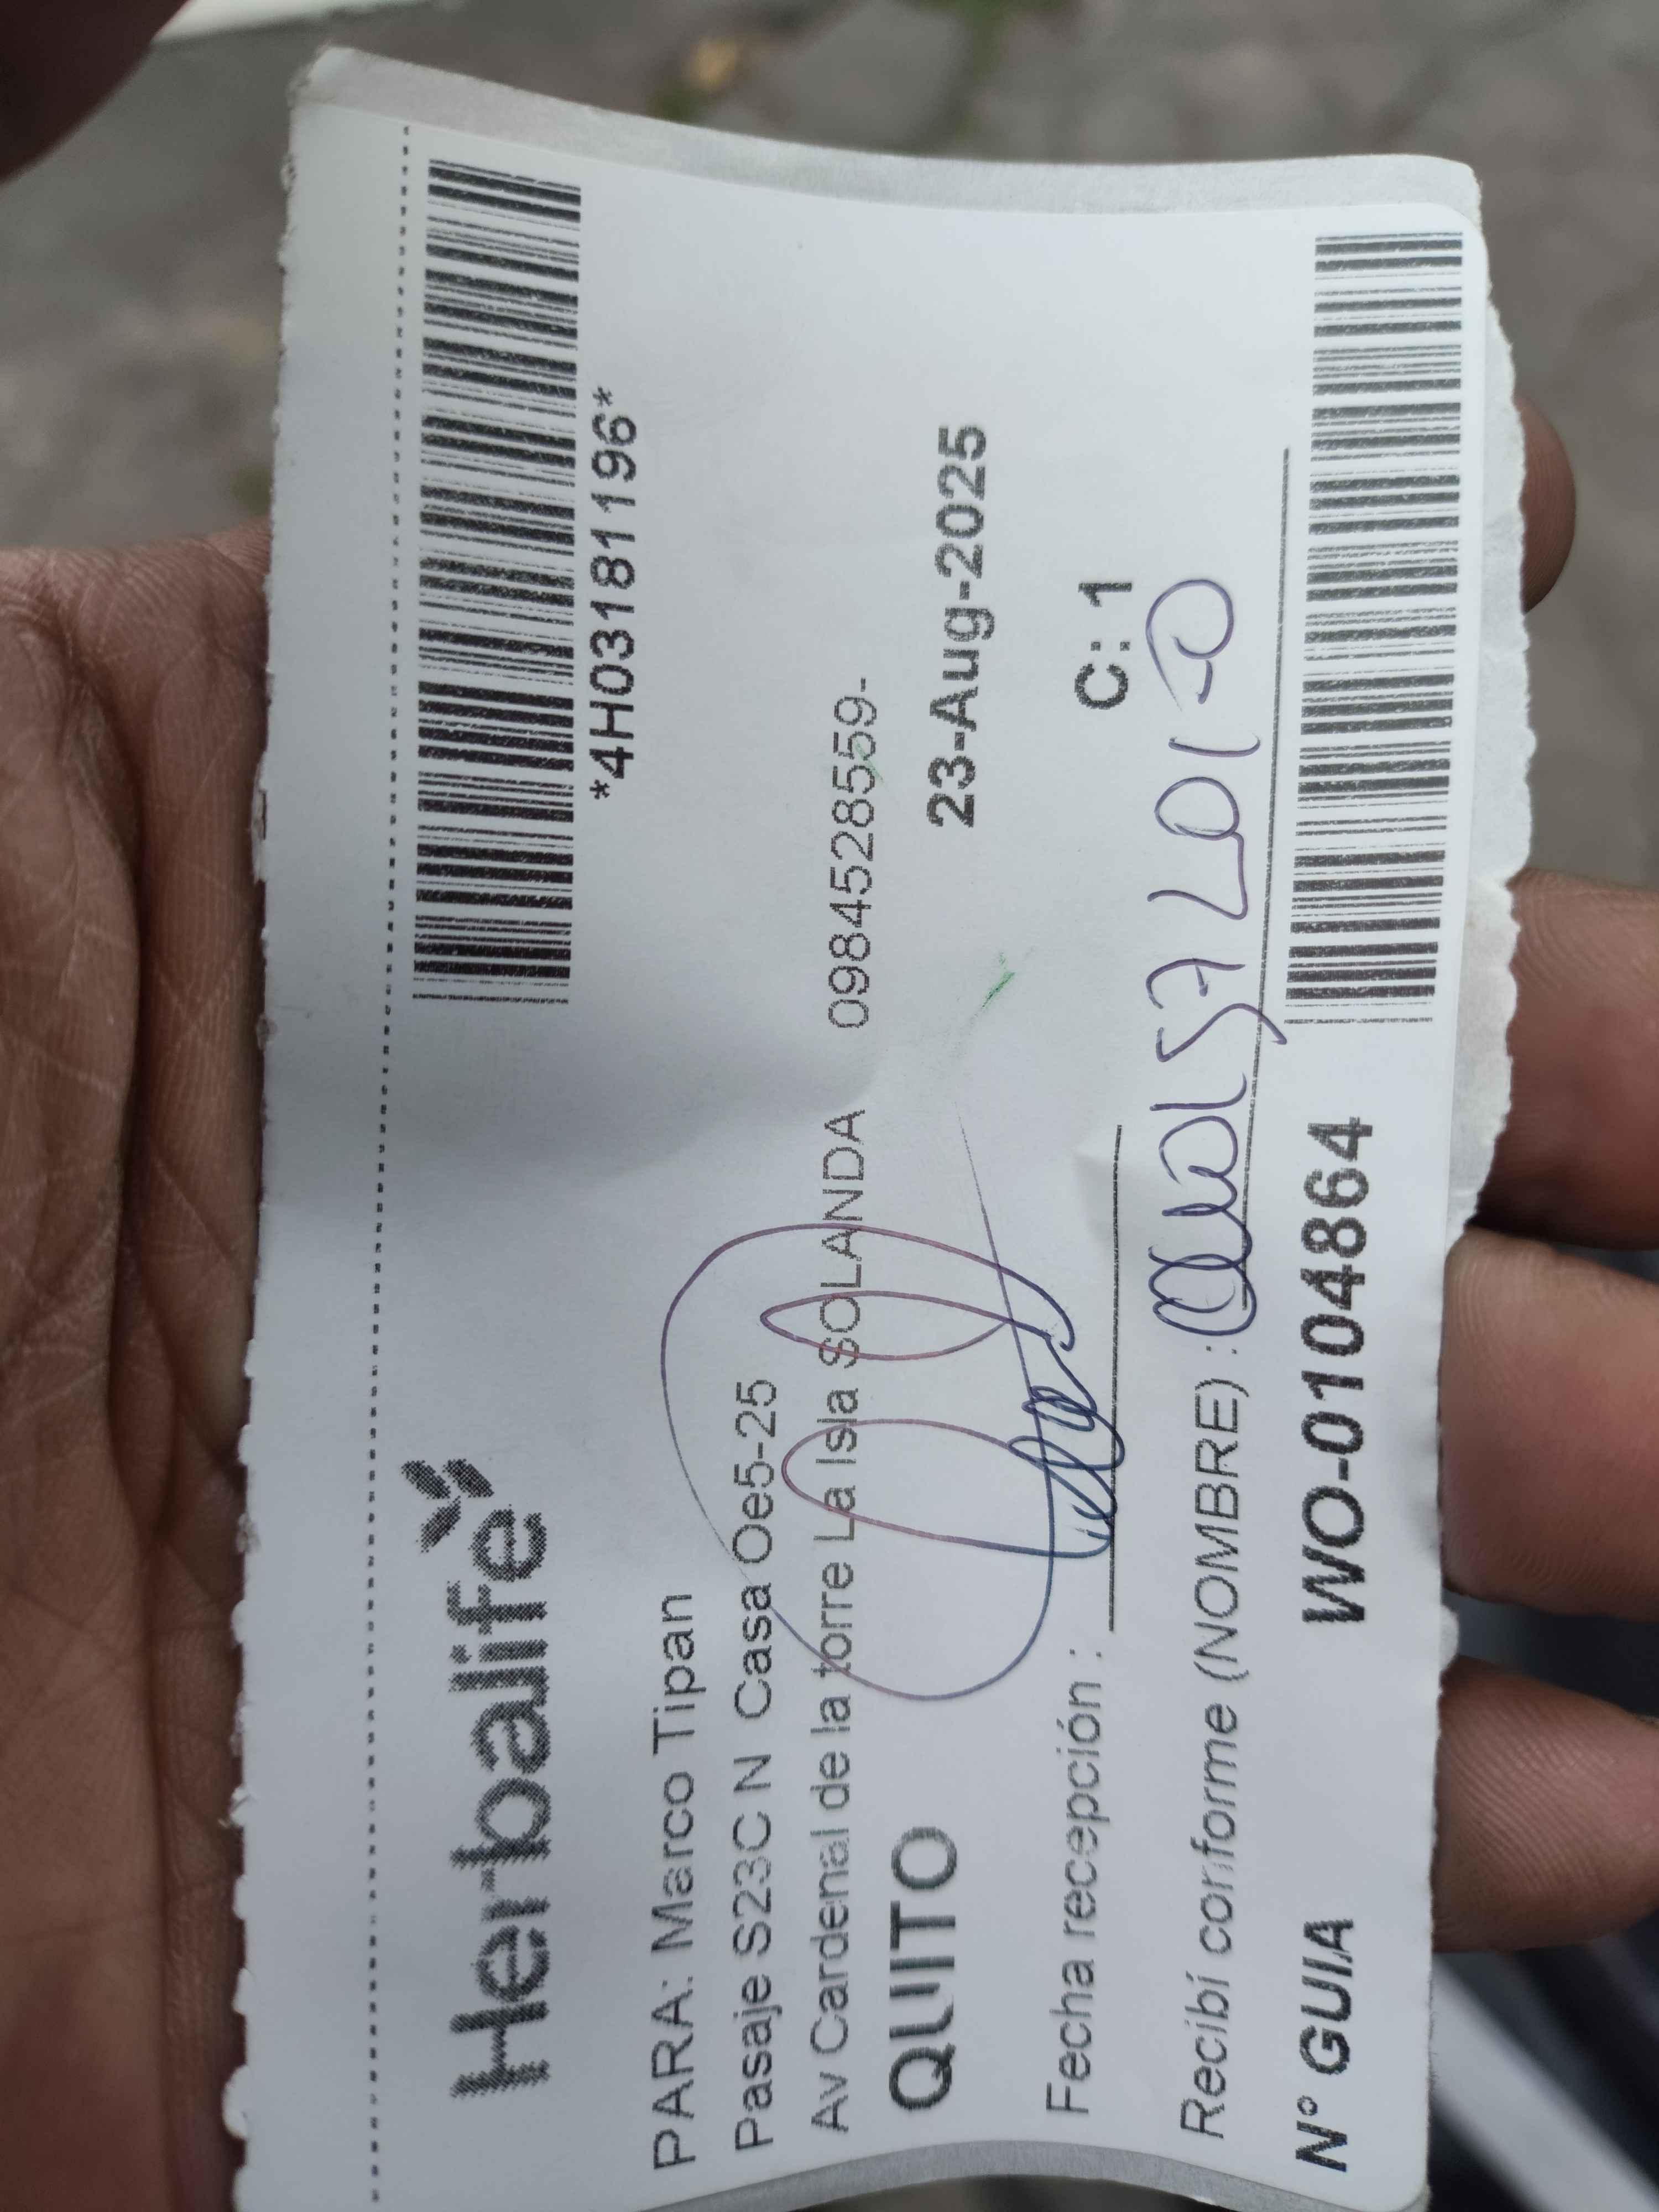 Herbalife
*4H03181196*
PARA: Marco Tipan
Pasaje S23C N Casa Oe5-25
Av Cardenal de la torre La Isla SOLANDA 0984528559-
QUITO 23-Aug-2025
Fecha recepción :
C: 1
Recibí conforme (NOMBRE) :
N° GUIA WO-0104864